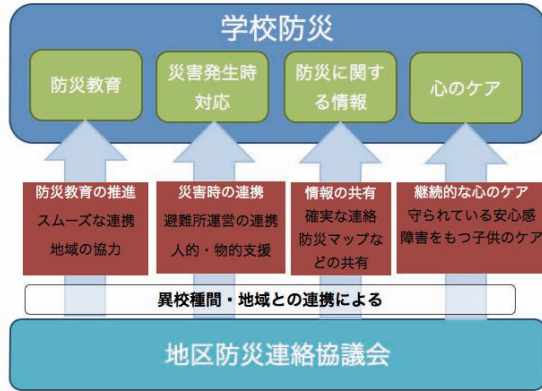 学校防災
防災教育
災害発生時
対応
防災に関す
る情報
心のケア
防災教育の推進
スムーズな連携
地域の協力
災害時の連携
避難所運営の連携
人的・物的支援
情報の共有
確実な連絡
防災マップな
どの共有
継続的な心のケア
守られている安心感
障害をもつ子供のケア
異校種間・地域との連携による
地区防災連絡協議会